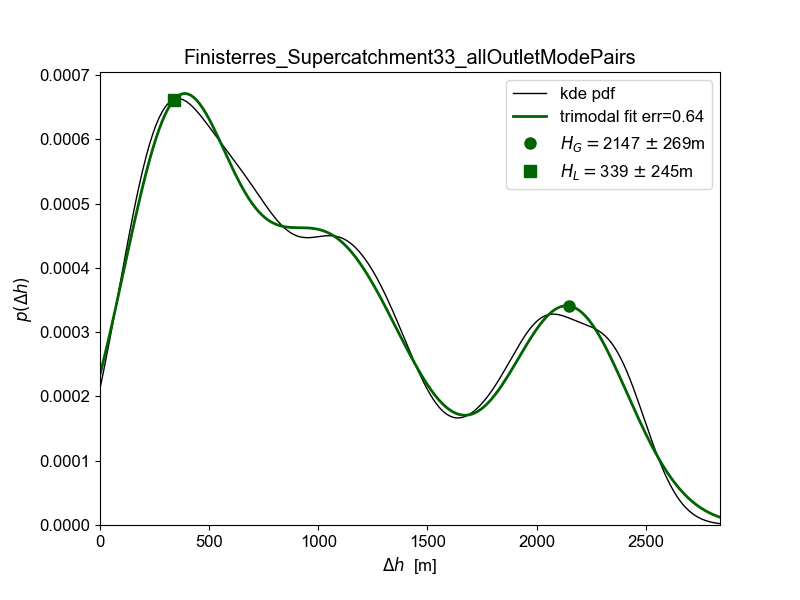 Finisterres_Supercatchment33_allOutletModePairs
kde pdf
trimodal fit err=0.64
H_G = 2147 ± 269m
H_L = 339 ± 245m
p(Δh)
0.0007
0.0006
0.0005
0.0004
0.0003
0.0002
0.0001
0.0000
0 500 1000 1500 2000 2500
Δh [m]